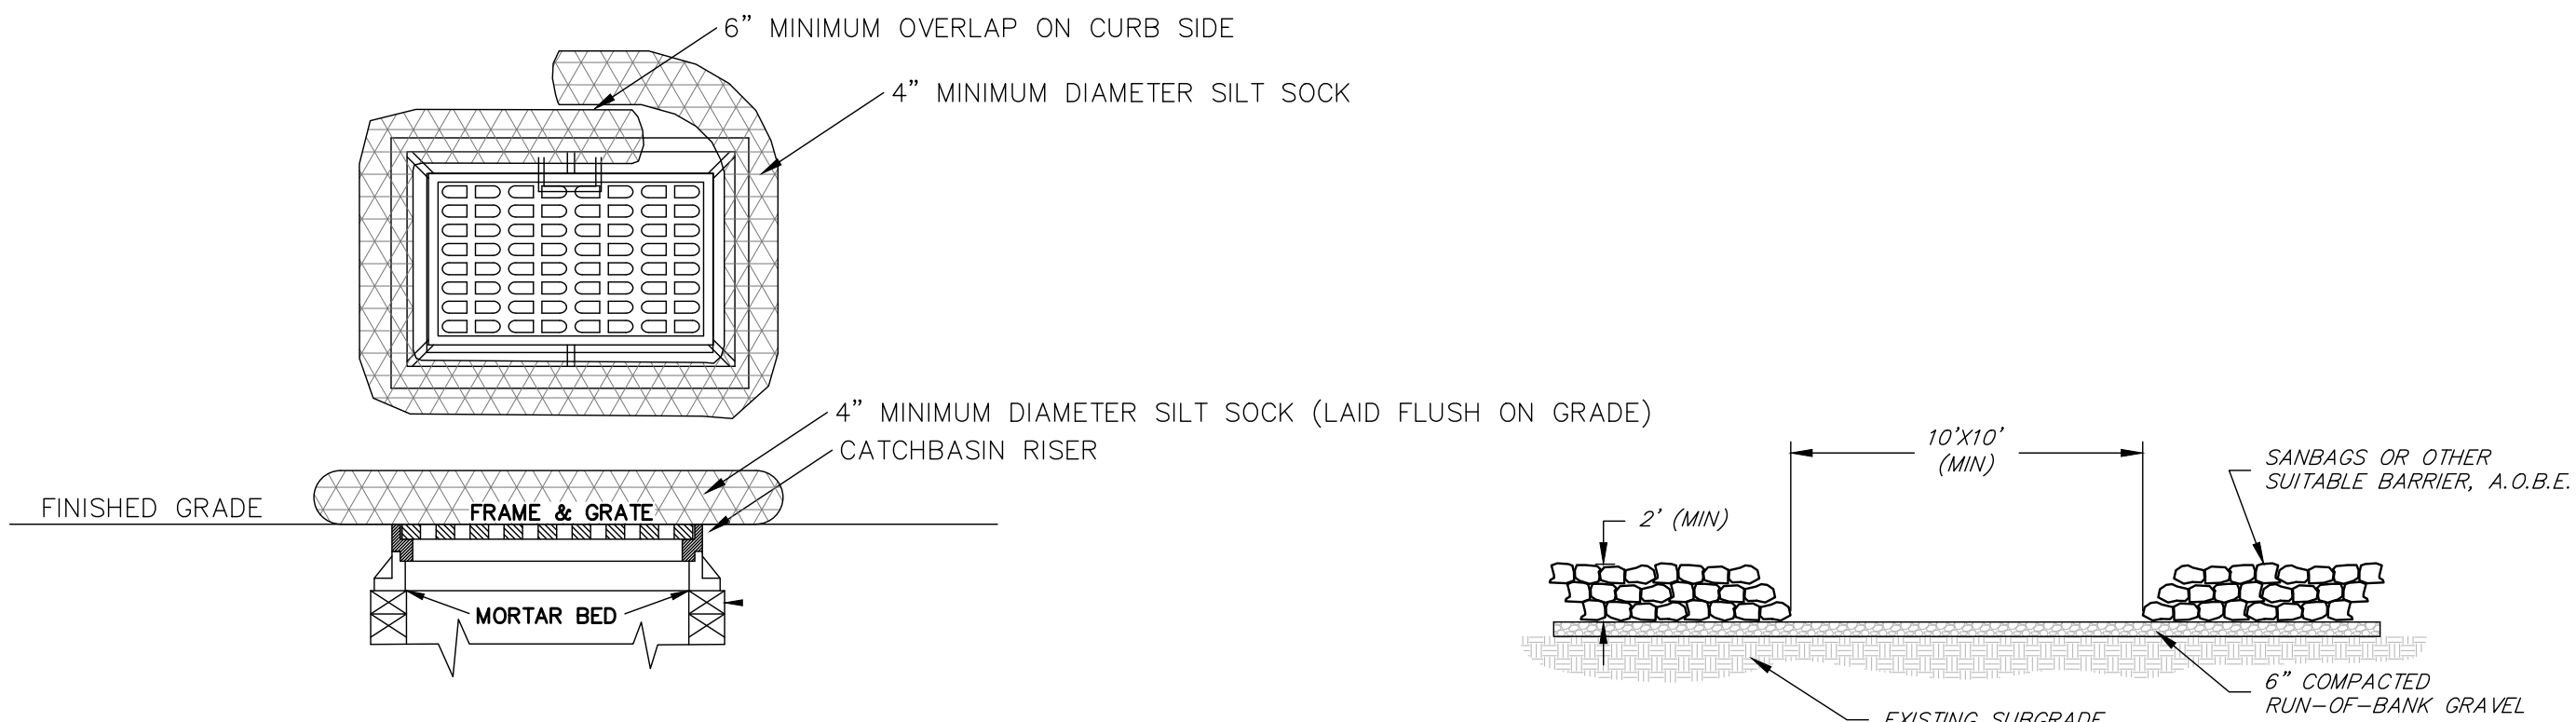 6” MINIMUM OVERLAP ON CURB SIDE
4” MINIMUM DIAMETER SILT SOCK
4” MINIMUM DIAMETER SILT SOCK (LAID FLUSH ON GRADE)
CATCHBASIN RISER
FINISHED GRADE
FRAME & GRATE
MORTAR BED
10’X10’
(MIN)
SANBAGS OR OTHER
SUITABLE BARRIER, A.O.B.E.
2’ (MIN)
6” COMPACTED
RUN-OF-BANK GRAVEL
EXISTING SUBGRADE